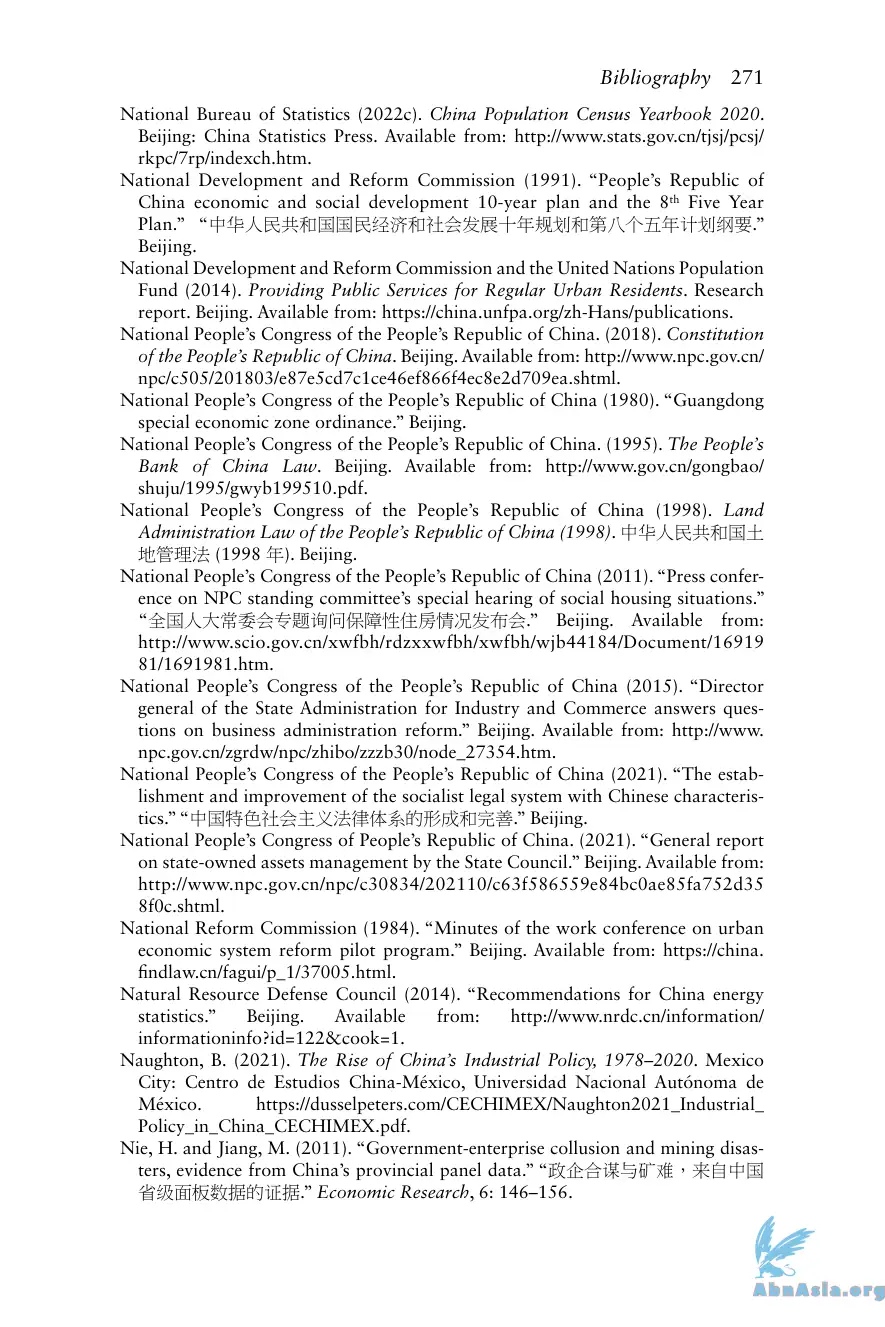 Bibliography 271
National Bureau of Statistics (2022c). China Population Census Yearbook 2020.
Beijing: China Statistics Press. Available from: http://www.stats.gov.cn/tjsj/pcsj/
rkpc/7rp/indexch.htm.
National Development and Reform Commission (1991). “People’s Republic of
China economic and social development 10-year plan and the 8th Five Year
Plan.” “中华人民共和国国民经济和社会发展十年规划和第八个五年计划纲要.”
Beijing.
National Development and Reform Commission and the United Nations Population
Fund (2014). Providing Public Services for Regular Urban Residents. Research
report. Beijing. Available from: https://china.unfpa.org/zh-Hans/publications.
National People’s Congress of the People’s Republic of China. (2018). Constitution
of the People’s Republic of China. Beijing. Available from: http://www.npc.gov.cn/
npc/c505/201803/e87e5cd7c1ce46ef866f4ec8e2d709ea.shtml.
National People’s Congress of the People’s Republic of China (1980). “Guangdong
special economic zone ordinance.” Beijing.
National People’s Congress of the People’s Republic of China. (1995). The People’s
Bank of China Law. Beijing. Available from: http://www.gov.cn/gongbao/
shuju/1995/gwyb199510.pdf.
National People’s Congress of the People’s Republic of China (1998). Land
Administration Law of the People’s Republic of China (1998). 中华人民共和国土
地管理法 (1998 年). Beijing.
National People’s Congress of the People’s Republic of China (2011). “Press confer-
ence on NPC standing committee’s special hearing of social housing situations.”
“全国人大常委会专题询问保障性住房情况发布会.” Beijing. Available from:
http://www.scio.gov.cn/xwfbh/rdzxxwfbh/xwfbh/wjb44184/Document/16919
81/1691981.htm.
National People’s Congress of the People’s Republic of China (2015). “Director
general of the State Administration for Industry and Commerce answers ques-
tions on business administration reform.” Beijing. Available from: http://www.
npc.gov.cn/zgrdw/npc/zhibo/zzzb30/node_27354.htm.
National People’s Congress of the People’s Republic of China (2021). “The estab-
lishment and improvement of the socialist legal system with Chinese characteris-
tics.” “中国特色社会主义法律体系的形成和完善.” Beijing.
National People’s Congress of People’s Republic of China. (2021). “General report
on state-owned assets management by the State Council.” Beijing. Available from:
http://www.npc.gov.cn/npc/c30834/202110/c63f586559e84bc0ae85fa752d35
8f0c.shtml.
National Reform Commission (1984). “Minutes of the work conference on urban
economic system reform pilot program.” Beijing. Available from: https://china.
findlaw.cn/fagui/p_1/37005.html.
Natural Resource Defense Council (2014). “Recommendations for China energy
statistics.” Beijing. Available from: http://www.nrdc.cn/information/
informationinfo?id=122&cook=1.
Naughton, B. (2021). The Rise of China’s Industrial Policy, 1978–2020. Mexico
City: Centro de Estudios China-México, Universidad Nacional Autónoma de
México. https://dusselpeters.com/CECHIMEX/Naughton2021_Industrial_
Policy_in_China_CECHIMEX.pdf.
Nie, H. and Jiang, M. (2011). “Government-enterprise collusion and mining disas-
ters, evidence from China’s provincial panel data.” “政企合谋与矿难，来自中国
省级面板数据的证据.” Economic Research, 6: 146–156.
AbnAsia.org